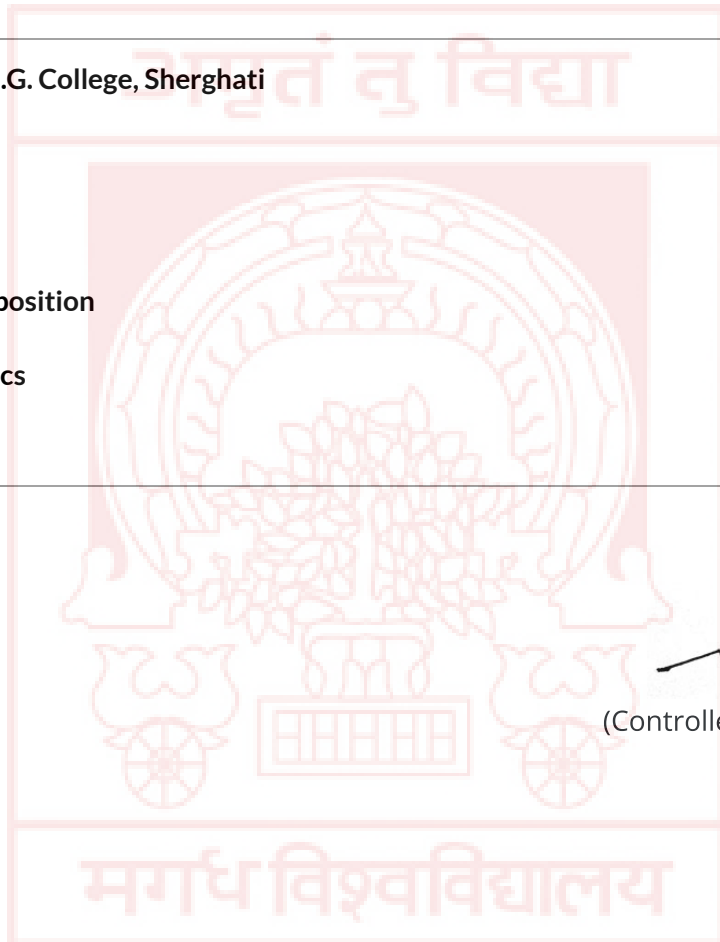 अमृतं तु विद्या
.G. College, Sherghati
position
cs
(Controlle
मगध विश्वविद्यालय